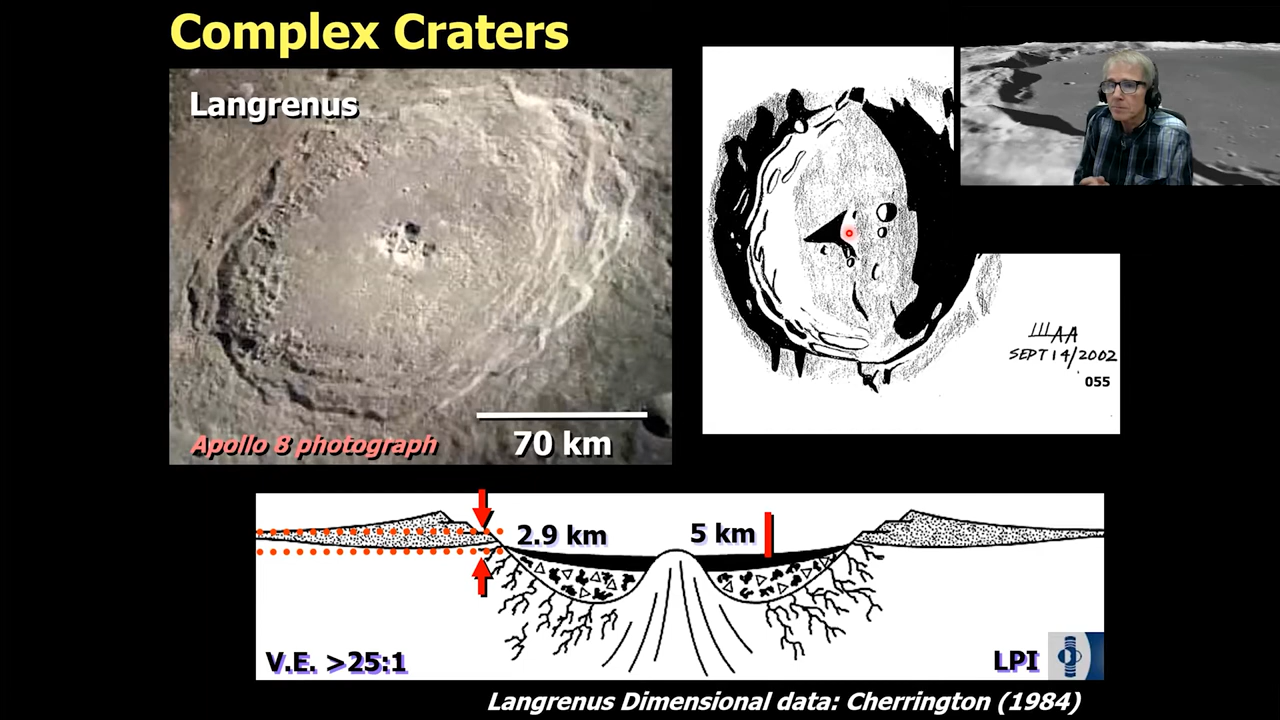 Complex Craters
Langrenus
Apollo 8 photograph
70 km
SEPT 14/2002
055
2.9 km
5 km
V.E. >25:1
LPI
Langrenus Dimensional data: Cherrington (1984)